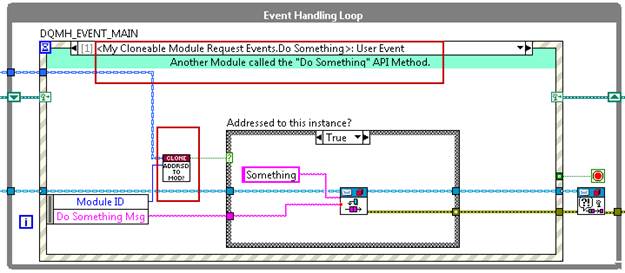 Event Handling Loop
DQMH_EVENT_MAIN
[1] <My Cloneable Module Request Events.Do Something>: User Event
Another Module called the "Do Something" API Method.
Addressed to this instance?
True
CLONE
ADDRSD
TO
MOD?
?
Something
Module ID
Do Something Msg
?!
i